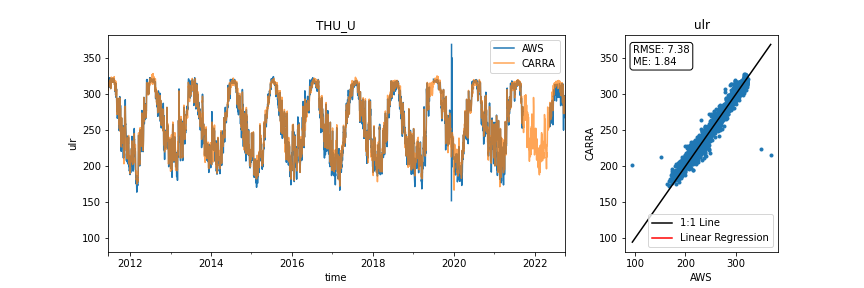 THU_U
ulr
350
300
250
200
150
100
2012
2014
2016
2018
2020
2022
time
ulr
AWS
CARRA
RMSE: 7.38
ME: 1.84
350
300
250
200
150
100
100
200
300
AWS
CARRA
1:1 Line
Linear Regression